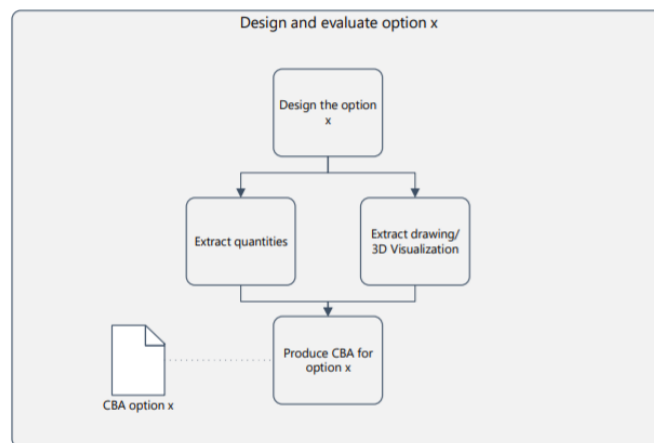 Design and evaluate option x
Design the option
x
Extract quantities
Extract drawing/
3D Visualization
Produce CBA for
option x
CBA option x